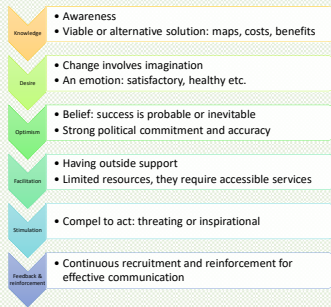 Knowledge
• Awareness
• Viable or alternative solution: maps, costs, benefits
Desire
• Change involves imagination
• An emotion: satisfactory, healthy etc.
Optimism
• Belief: success is probable or inevitable
• Strong political commitment and accuracy
Facilitation
• Having outside support
• Limited resources, they require accessible services
Stimulation
• Compel to act: threating or inspirational
Feedback &
reinforcement
• Continuous recruitment and reinforcement for
effective communication